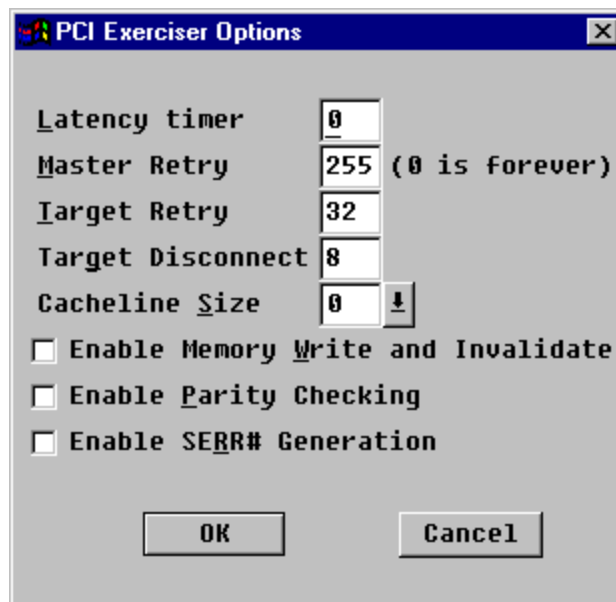 PCI Exerciser Options
Latency timer 0
Master Retry 255 (0 is forever)
Target Retry 32
Target Disconnect 8
Cacheline Size 0
Enable Memory Write and Invalidate
Enable Parity Checking
Enable SERR# Generation
OK Cancel